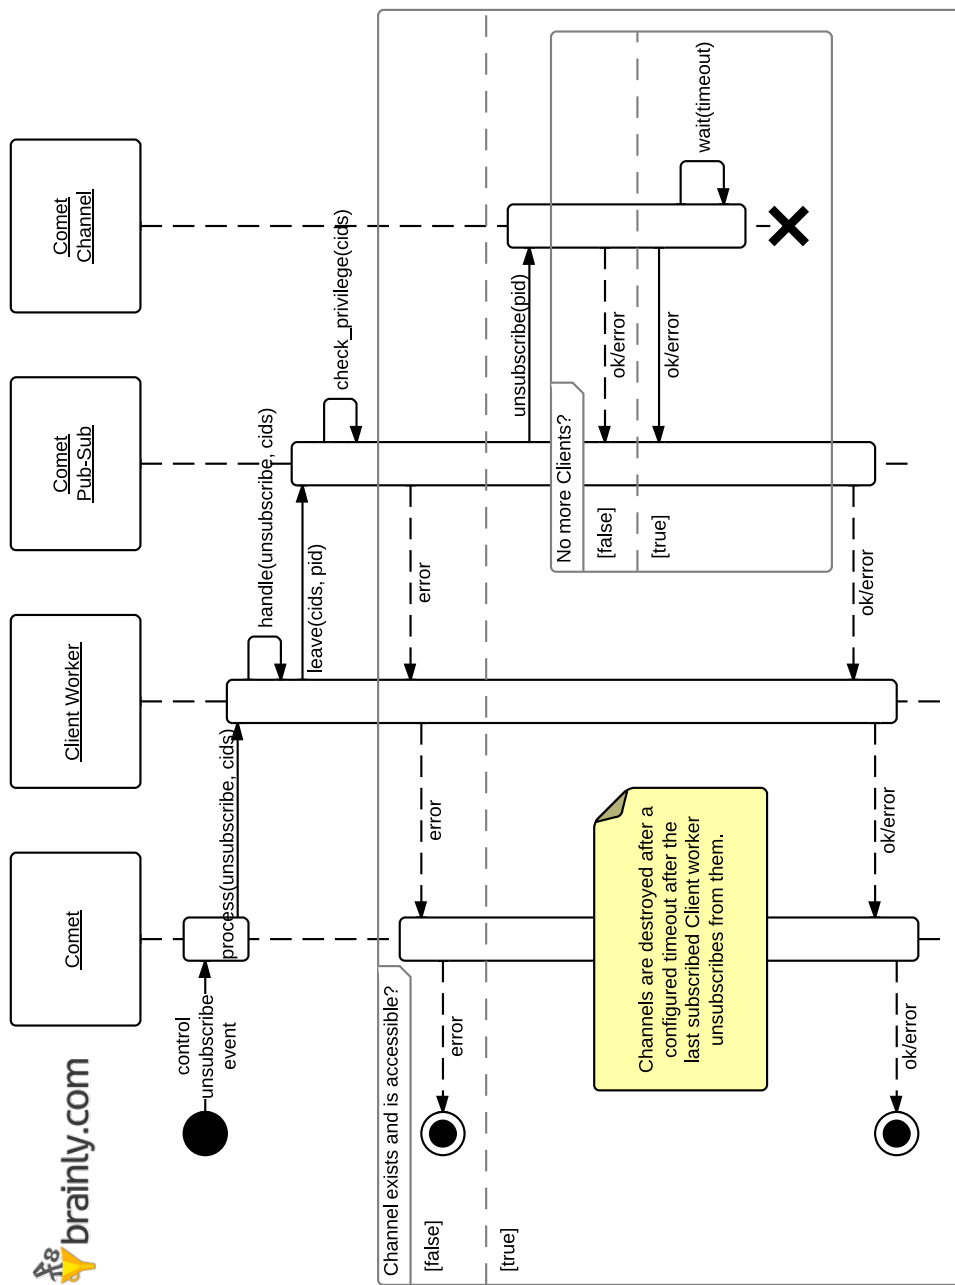 brainly.com
Comet
Client Worker
Comet
Pub-Sub
Comet
Channel
control
unsubscribe
event
process(unsubscribe, cids)
handle(unsubscribe, cids)
leave(cids, pid)
check_privilege(cids)
Channel exists and is accessible?
[false]
error
error
error
[true]
unsubscribe(pid)
No more Clients?
[false]
ok/error
[true]
ok/error
wait(timeout)
Channels are destroyed after a
configured timeout after the
last subscribed Client worker
unsubscribes from them.
ok/error
ok/error
ok/error